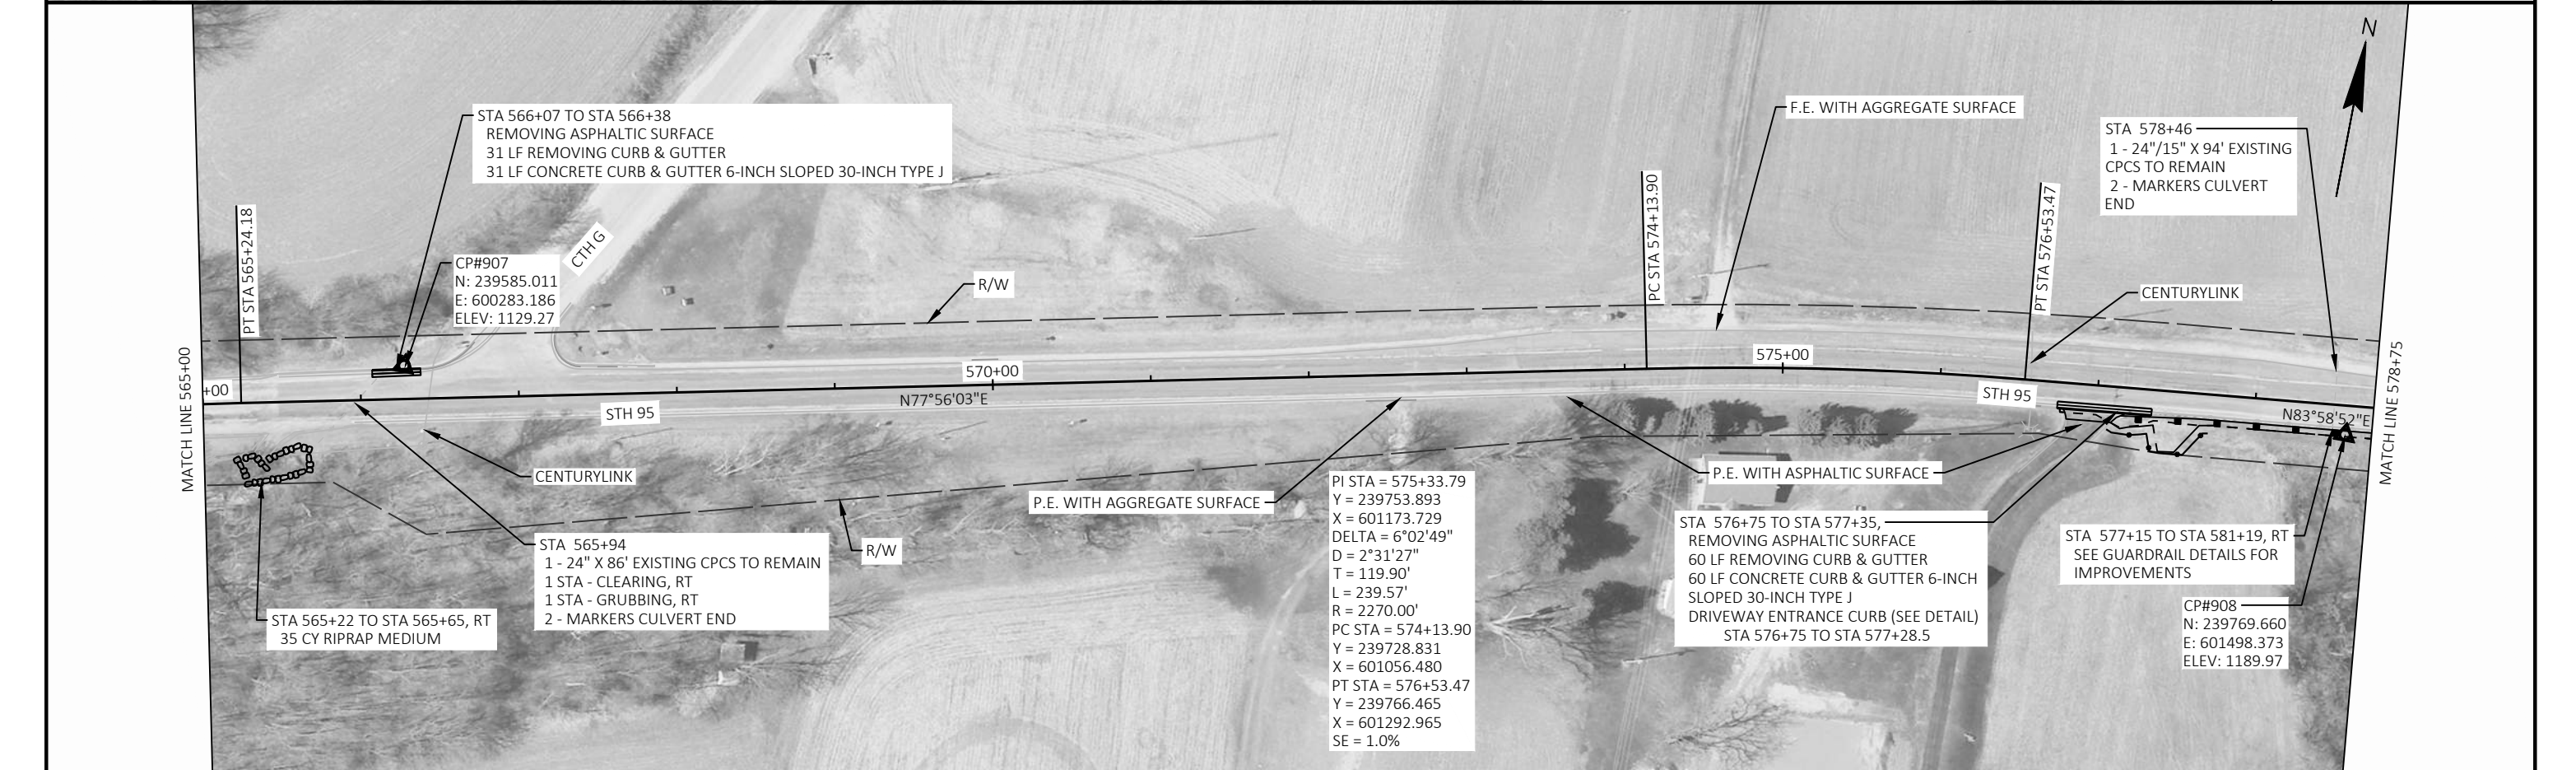 N
STA 566+07 TO STA 566+38
REMOVING ASPHALTIC SURFACE
31 LF REMOVING CURB & GUTTER
31 LF CONCRETE CURB & GUTTER 6-INCH SLOPED 30-INCH TYPE J
F.E. WITH AGGREGATE SURFACE
STA 578+46
1 - 24"/15" X 94' EXISTING
CPCS TO REMAIN
2 - MARKERS CULVERT
END
PT STA 565+24.18
CP#907
N: 239585.011
E: 600283.186
ELEV: 1129.27
CTH G
R/W
PC STA 574+13.90
PT STA 576+53.47
CENTURYLINK
MATCH LINE 565+00
+00
570+00
575+00
STH 95
N77°56'03"E
STH 95
N83°58'52"E
MATCH LINE 578+75
CENTURYLINK
P.E. WITH AGGREGATE SURFACE
P.E. WITH ASPHALTIC SURFACE
R/W
STA 565+94
1 - 24" X 86' EXISTING CPCS TO REMAIN
1 STA - CLEARING, RT
1 STA - GRUBBING, RT
2 - MARKERS CULVERT END
STA 565+22 TO STA 565+65, RT
35 CY RIPRAP MEDIUM
PI STA = 575+33.79
Y = 239753.893
X = 601173.729
DELTA = 6°02'49"
D = 2°31'27"
T = 119.90'
L = 239.57'
R = 2270.00'
PC STA = 574+13.90
Y = 239728.831
X = 601056.480
PT STA = 576+53.47
Y = 239766.465
X = 601292.965
SE = 1.0%
STA 576+75 TO STA 577+35,
REMOVING ASPHALTIC SURFACE
60 LF REMOVING CURB & GUTTER
60 LF CONCRETE CURB & GUTTER 6-INCH
SLOPED 30-INCH TYPE J
DRIVEWAY ENTRANCE CURB (SEE DETAIL)
STA 576+75 TO STA 577+28.5
STA 577+15 TO STA 581+19, RT
SEE GUARDRAIL DETAILS FOR
IMPROVEMENTS
CP#908
N: 239769.660
E: 601498.373
ELEV: 1189.97